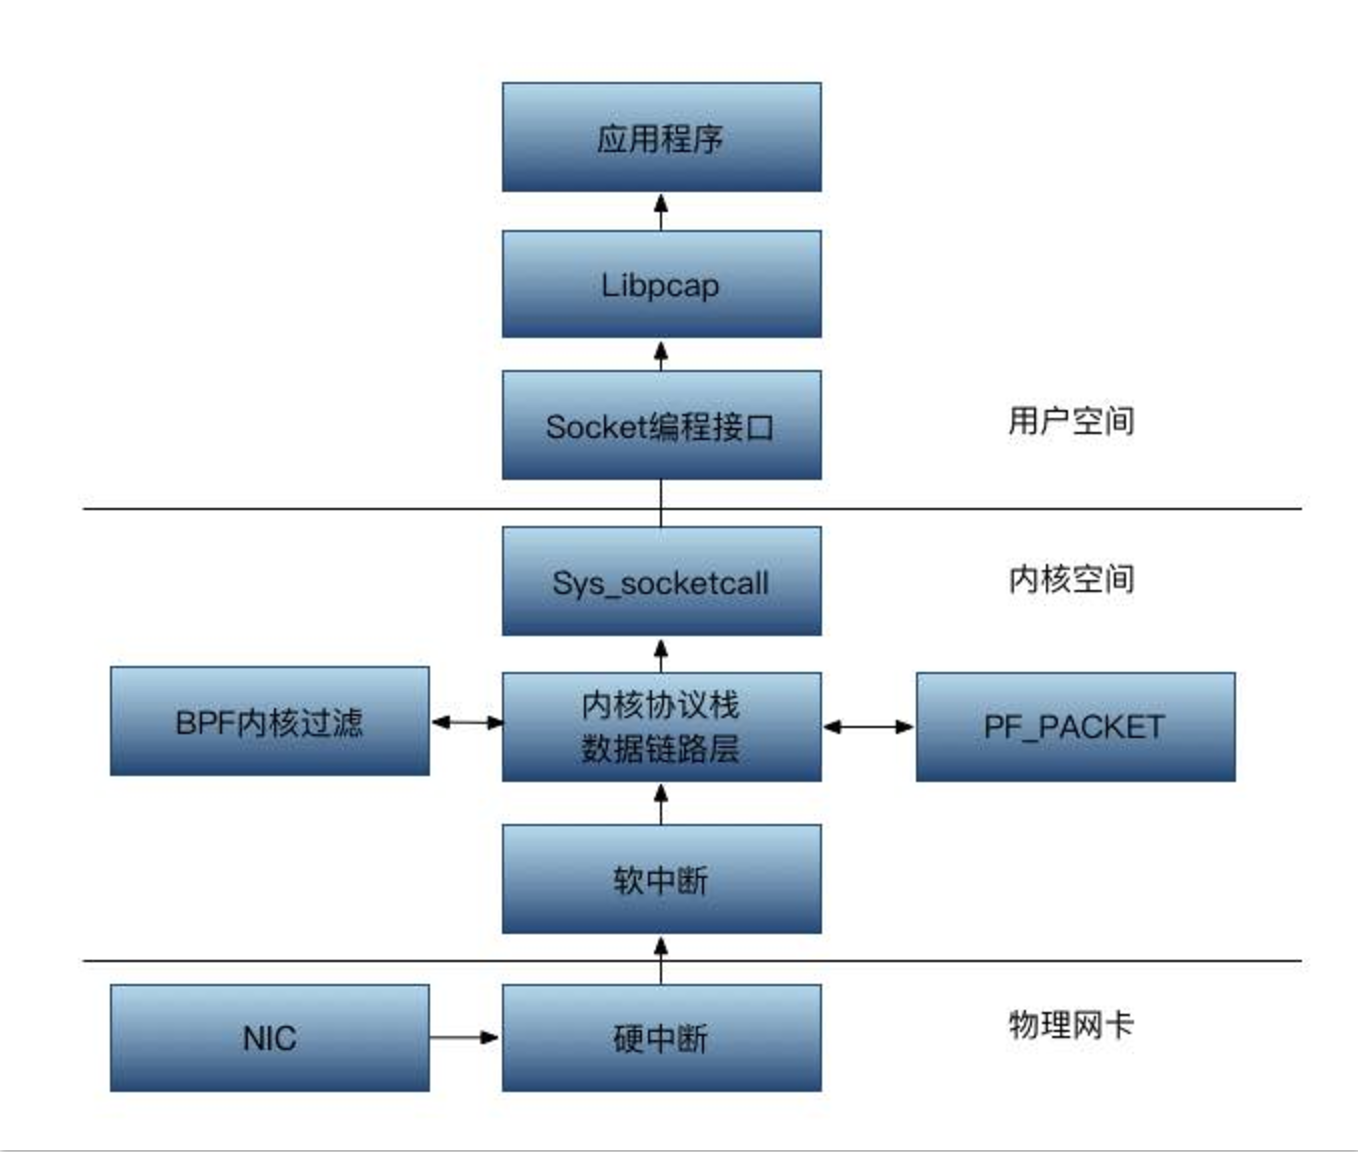 应用程序
Libpcap
Socket编程接口
用户空间
Sys_socketcall
内核空间
BPF内核过滤
内核协议栈
数据链路层
PF_PACKET
软中断
NIC
硬中断
物理网卡